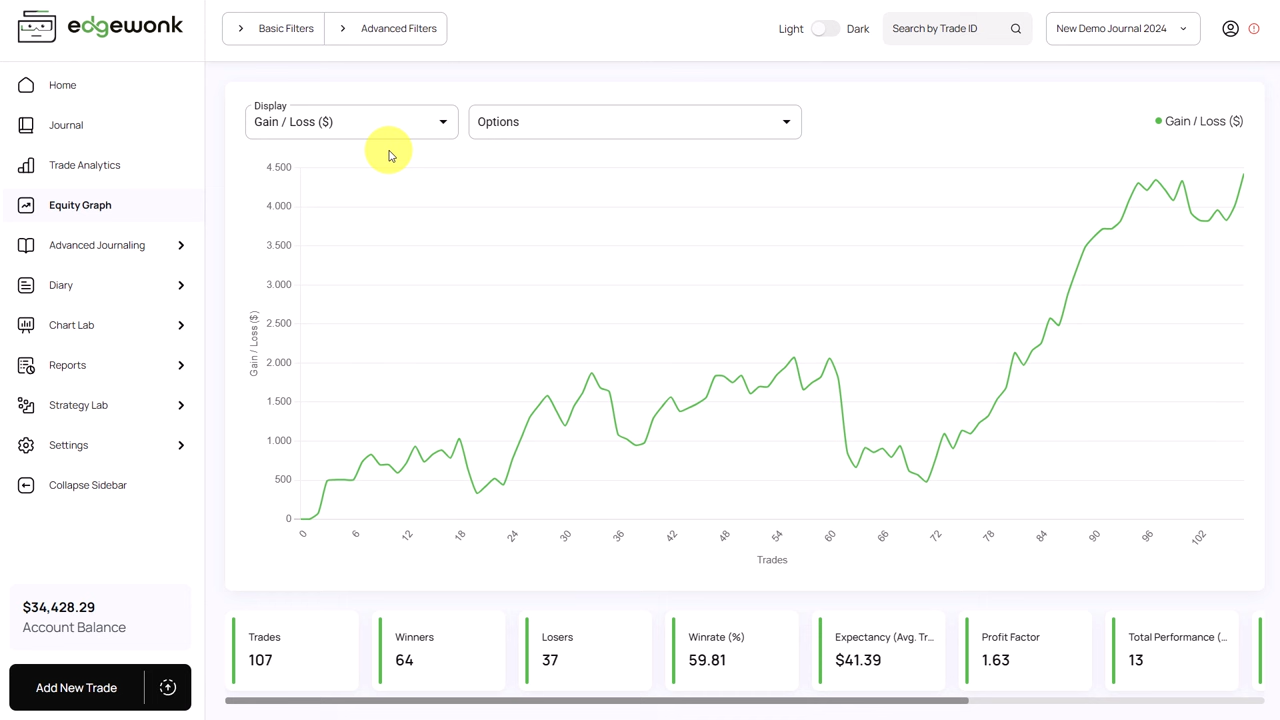 edgewonk
Basic Filters
Advanced Filters
Light
Dark
Search by Trade ID
New Demo Journal 2024
Home
Journal
Trade Analytics
Equity Graph
Advanced Journaling
Diary
Chart Lab
Reports
Strategy Lab
Settings
Collapse Sidebar
$34,428.29
Account Balance
Add New Trade
Display
Gain / Loss ($)
Options
Gain / Loss ($)
4.500
4.000
3.500
3.000
2.500
2.000
1.500
1.000
500
0
Gain / Loss ($)
0 6 12 18 24 30 36 42 48 54 60 66 72 78 84 90 96 102
Trades
Trades
107
Winners
64
Losers
37
Winrate (%)
59.81
Expectancy (Avg. Tr...
$41.39
Profit Factor
1.63
Total Performance (...
13